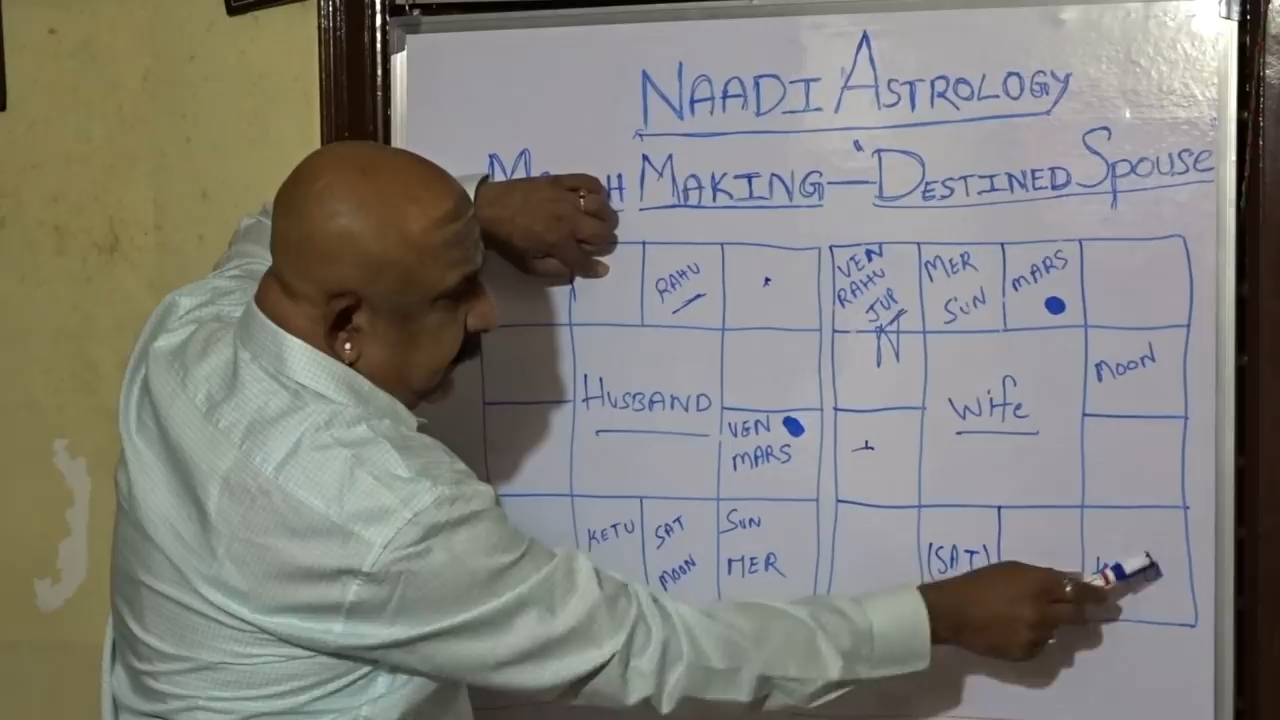 NAADI ASTROLOGY
MAKING — "DESTINED SPOUSE
RAHU
HUSBAND
VEN
MARS
KETU
SAT
MOON
SUN
MER
VEN
RAHU
JUP
MER
SUN
MARS
MOON
Wife
(SAT)